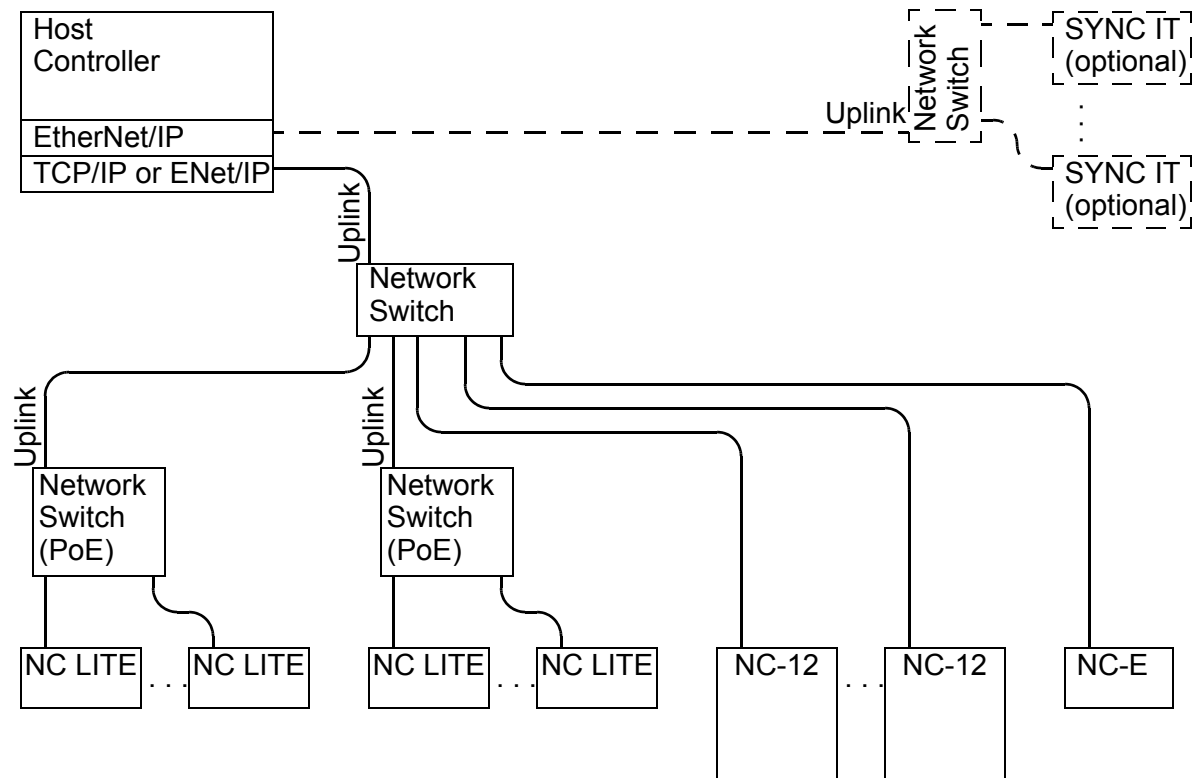 Host
Controller
EtherNet/IP
TCP/IP or ENet/IP
Uplink
Network
Switch
SYNC IT
(optional)
.
.
.
SYNC IT
(optional)
Uplink
Network
Switch
Uplink
Network
Switch
(PoE)
Uplink
Network
Switch
(PoE)
NC LITE
. . .
NC LITE
NC LITE
. . .
NC LITE
NC-12
. . .
NC-12
NC-E